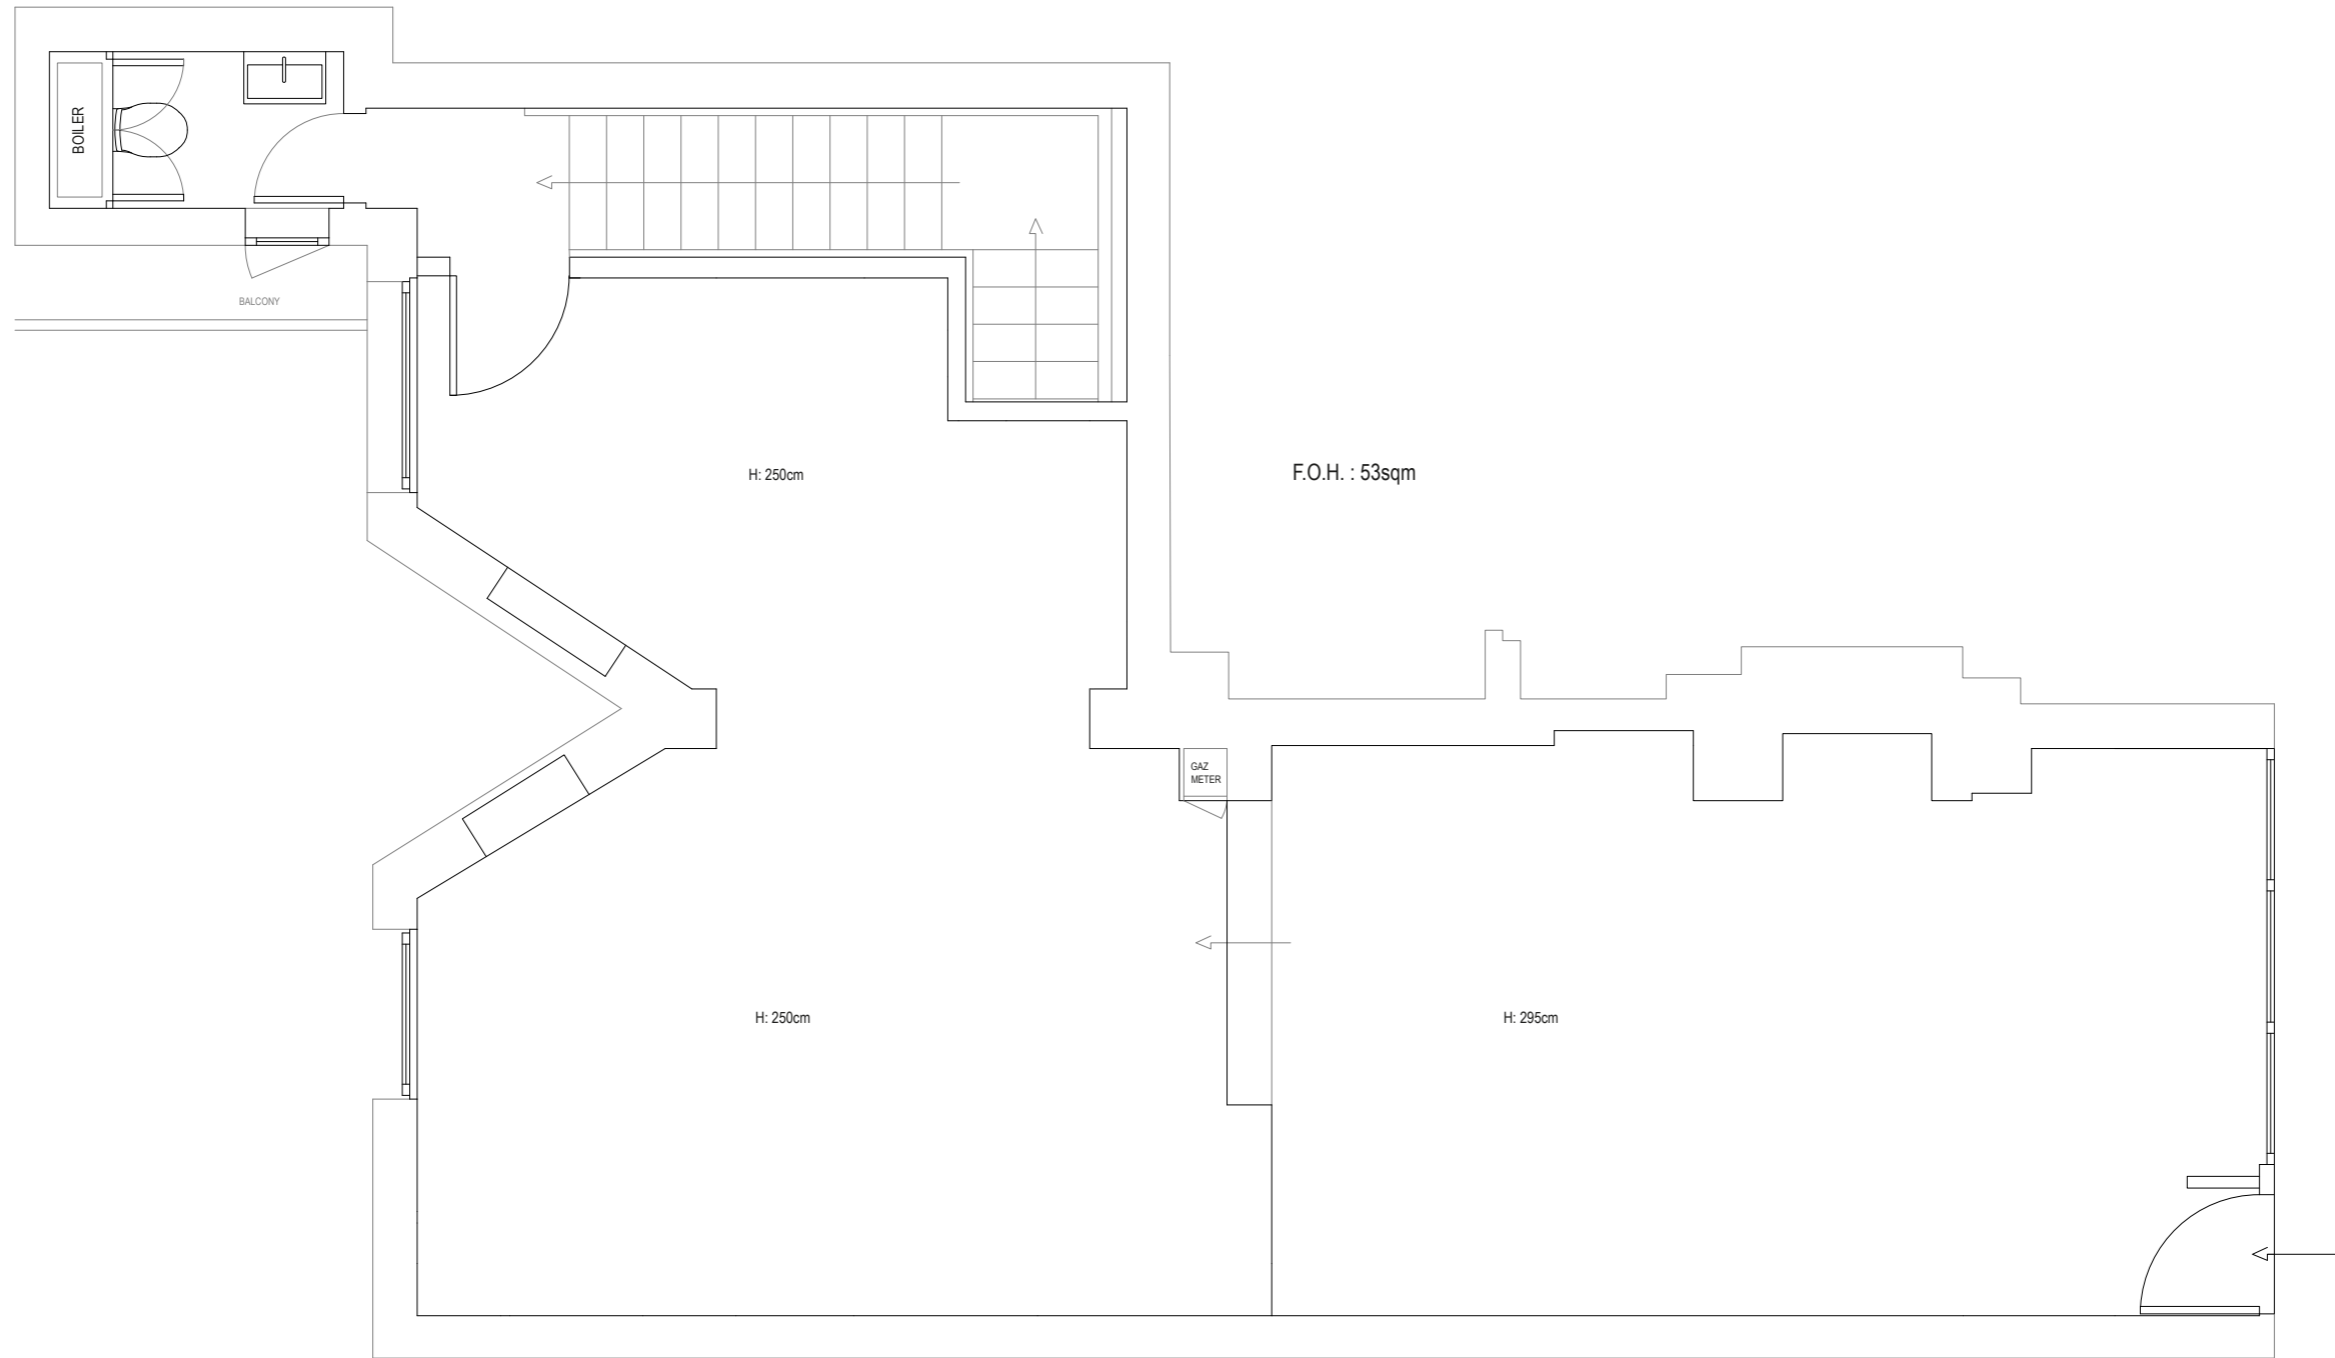 BOILER
BALCONY
H: 250cm
F.O.H. : 53sqm
GAZ
METER
H: 250cm
H: 295cm